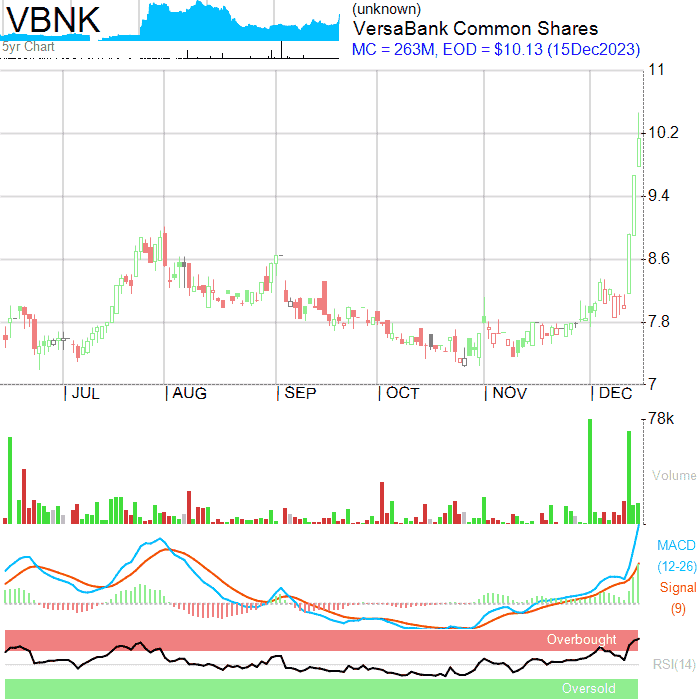 VBNK
5yr Chart
(unknown)
VersaBank Common Shares
MC = 263M, EOD = $10.13 (15Dec2023)
11
10.2
9.4
8.6
7.8
7
|JUL |AUG |SEP |OCT |NOV |DEC
78k
Volume
MACD
(12-26)
Signal
(9)
Overbought
RSI(14)
Oversold